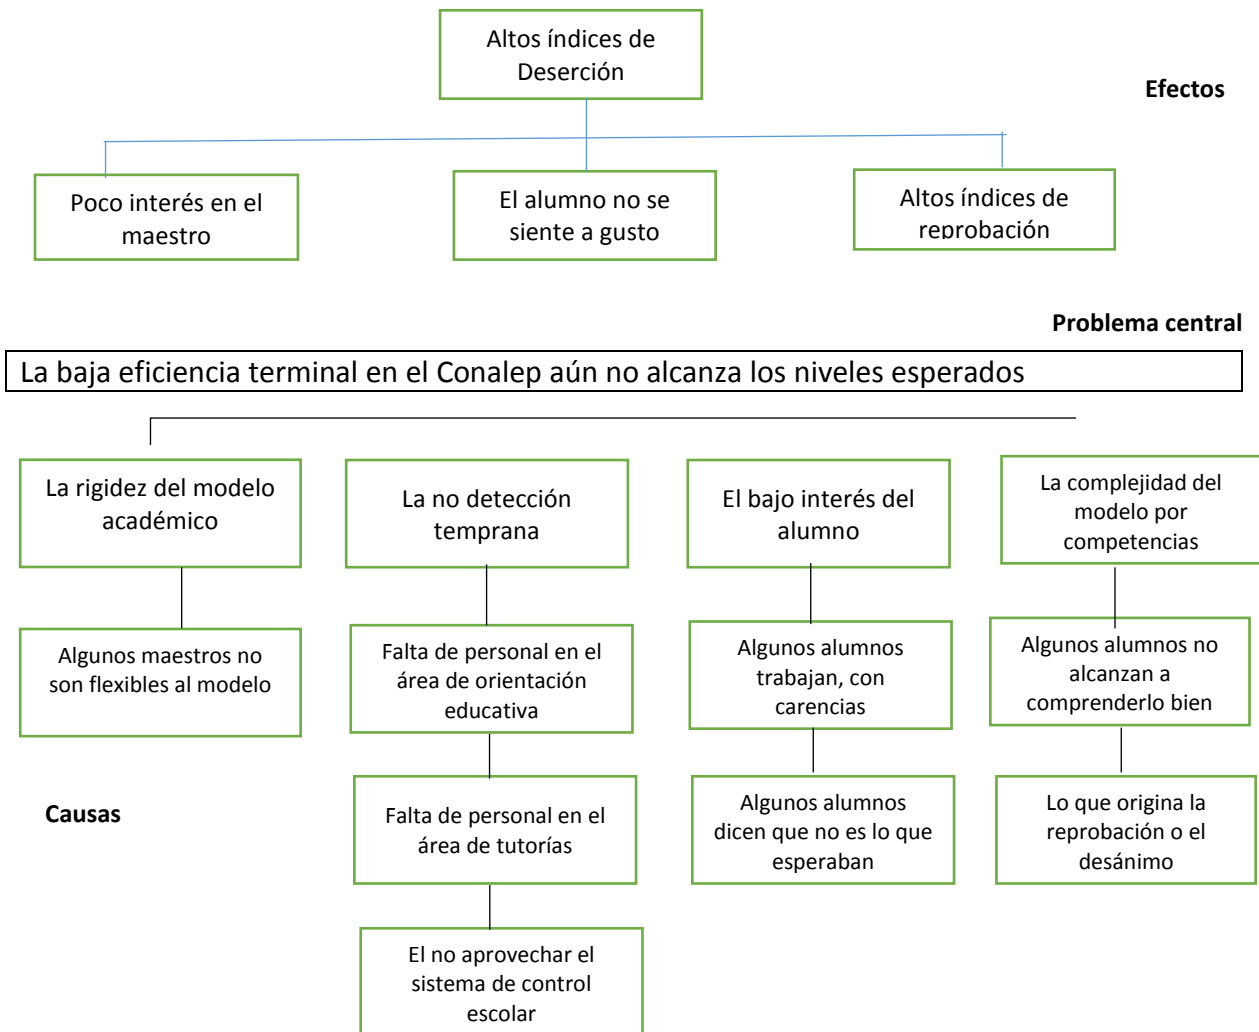 Altos índices de
Deserción
Efectos
Poco interés en el
maestro
El alumno no se
siente a gusto
Altos índices de
reprobación
Problema central
La baja eficiencia terminal en el Conalep aún no alcanza los niveles esperados
La rigidez del modelo
académico
La no detección
temprana
El bajo interés del
alumno
La complejidad del
modelo por
competencias
Algunos maestros no
son flexibles al modelo
Falta de personal en el
área de orientación
educativa
Algunos alumnos
trabajan, con
carencias
Algunos alumnos no
alcanzan a
comprenderlo bien
Causas
Falta de personal en el
área de tutorías
Algunos alumnos
dicen que no es lo que
esperaban
Lo que origina la
reprobación o el
desánimo
El no aprovechar el
sistema de control
escolar